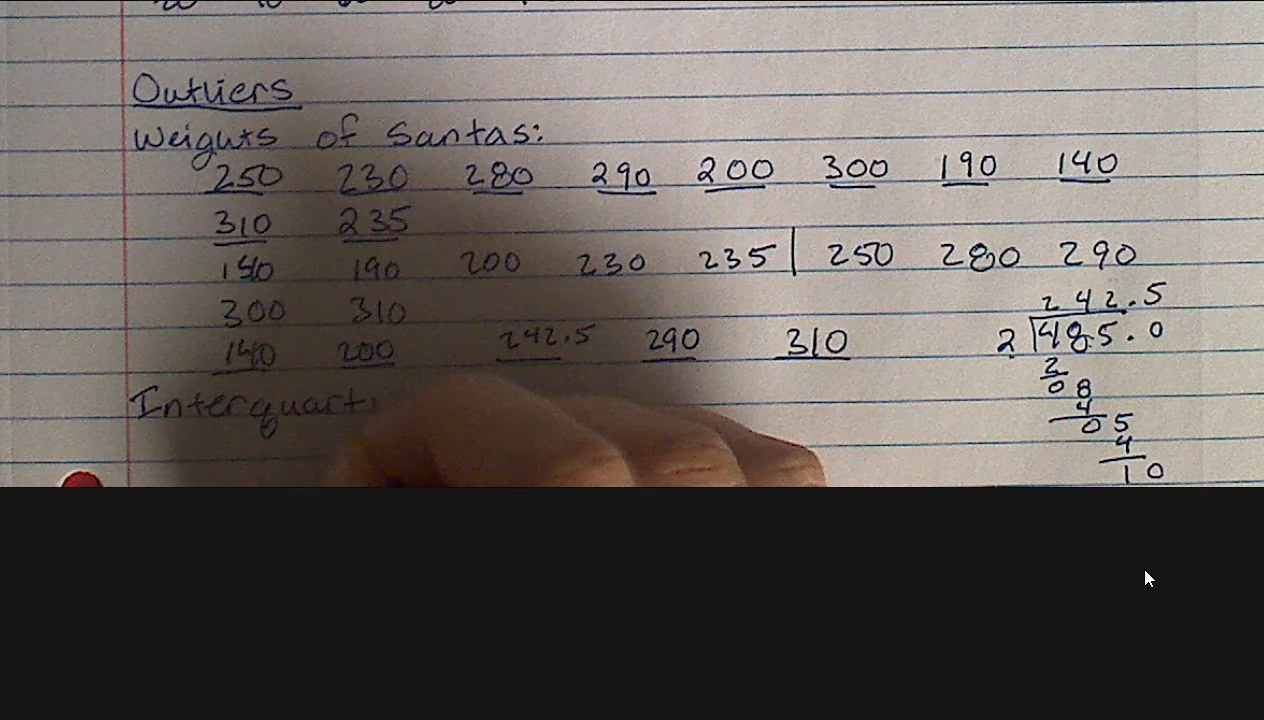 Outliers
Weights of Santas:
250 230 280 290 200 300 190 140
310 235
140 190 200 230 235 | 250 280 290
300 310
140 200 242.5 290 310
Interquart
242.5
2 485.0
2
08
4
05
4
10